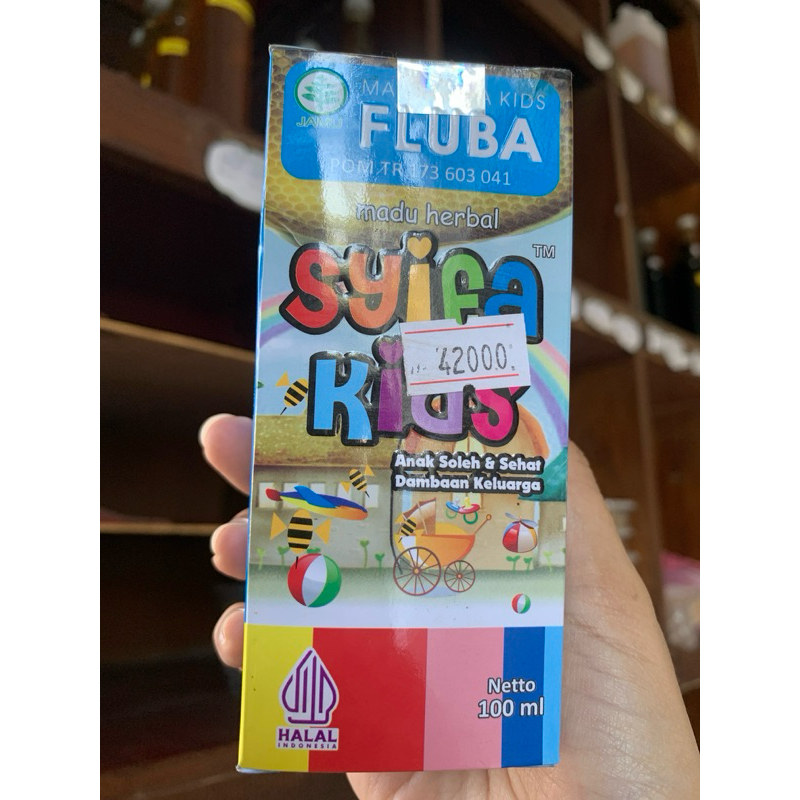 JAMU
KIDS
FLUBA
POM TR 173 603 041
madu herbal
Syifa TM
42000
Kids
Anak Soleh & Sehat
Dambaan Keluarga
HALAL
INDONESIA
Netto
100 ml